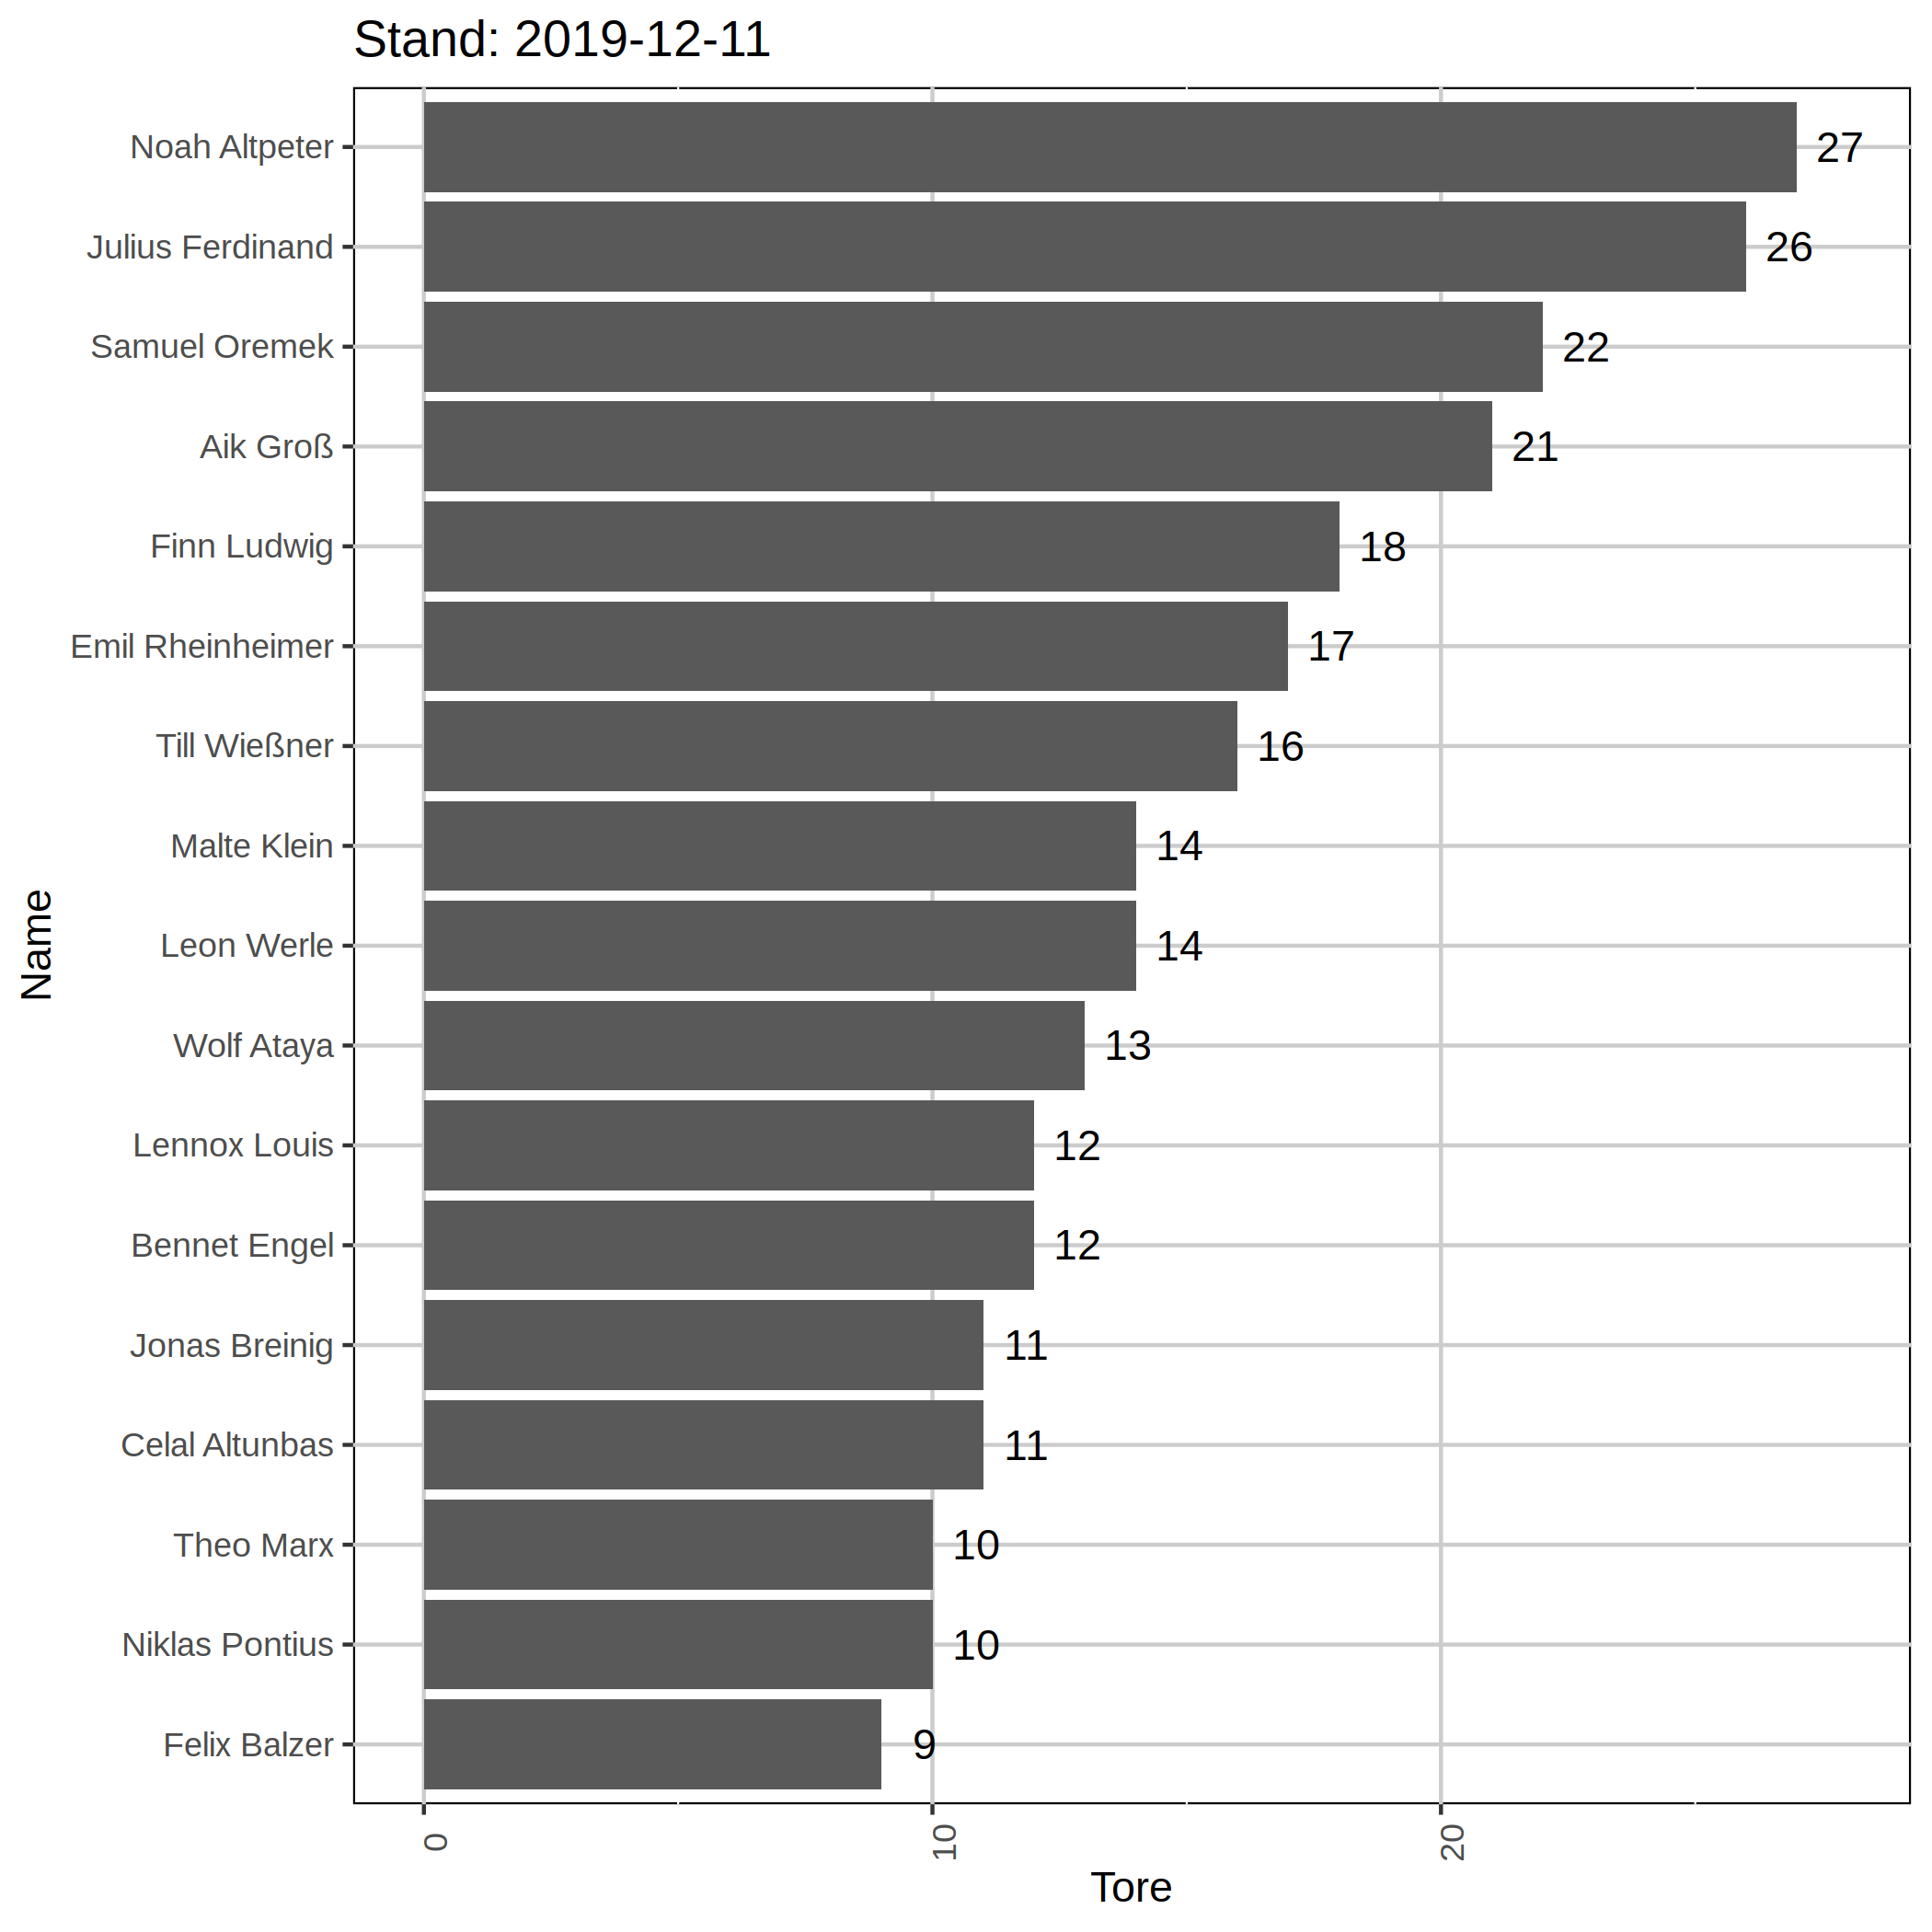 Stand: 2019-12-11
Name
Noah Altpeter 27
Julius Ferdinand 26
Samuel Oremek 22
Aik Groß 21
Finn Ludwig 18
Emil Rheinheimer 17
Till Wießner 16
Malte Klein 14
Leon Werle 14
Wolf Ataya 13
Lennox Louis 12
Bennet Engel 12
Jonas Breinig 11
Celal Altunbas 11
Theo Marx 10
Niklas Pontius 10
Felix Balzer 9
0 10 20
Tore